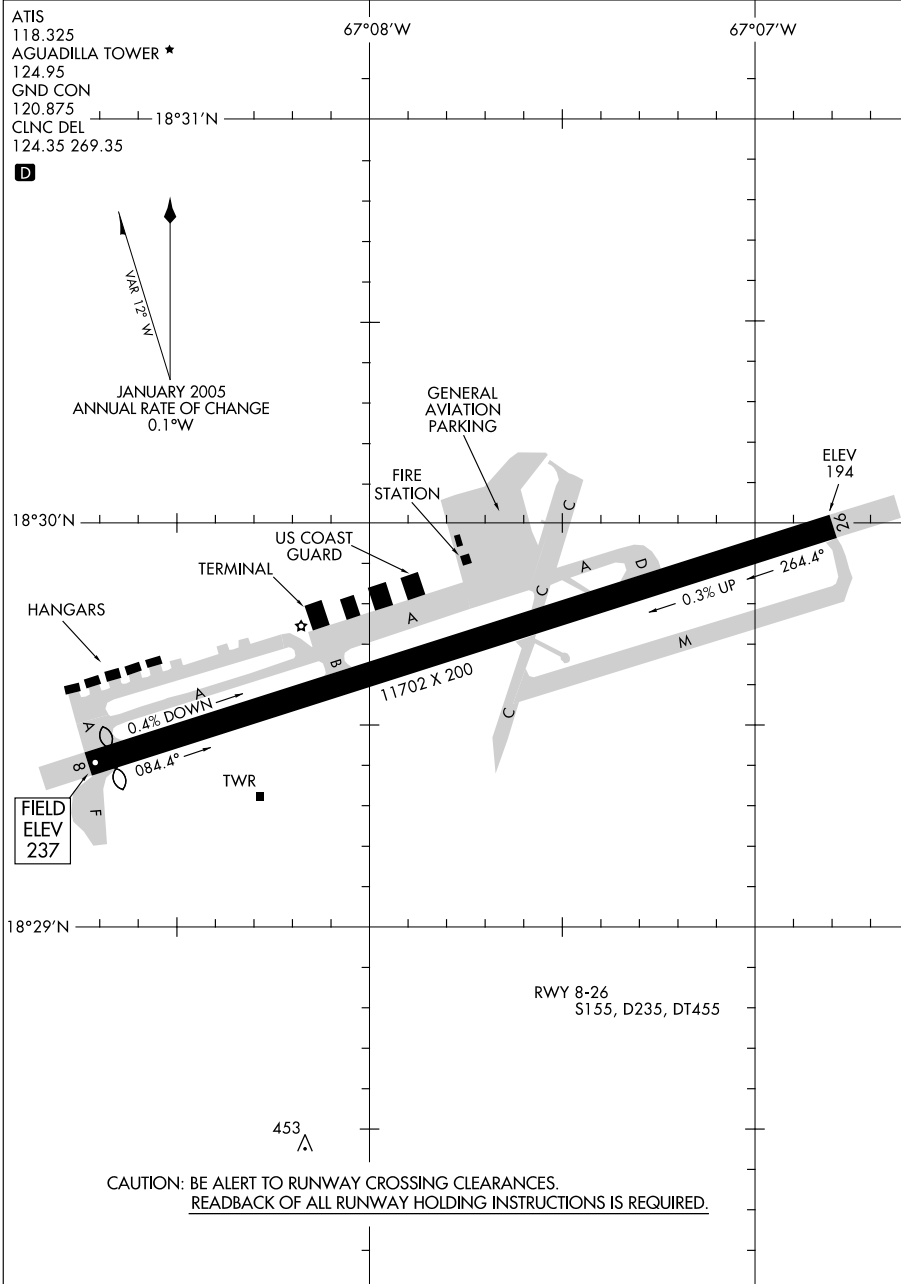 ATIS
118.325
AGUADILLA TOWER ★
124.95
GND CON
120.875
CLNC DEL
124.35 269.35
D
67°08'W
67°07'W
18°31'N
VAR 12° W
JANUARY 2005
ANNUAL RATE OF CHANGE
0.1°W
GENERAL
AVIATION
PARKING
ELEV
194
FIRE
STATION
18°30'N
US COAST
GUARD
TERMINAL
HANGARS
C
26
A
D
C
264.4°
0.3% UP
A
M
B
11702 X 200
A
C
A
0.4% DOWN
084.4°
8
TWR
F
FIELD
ELEV
237
18°29'N
RWY 8-26
S155, D235, DT455
453
CAUTION: BE ALERT TO RUNWAY CROSSING CLEARANCES.
READBACK OF ALL RUNWAY HOLDING INSTRUCTIONS IS REQUIRED.